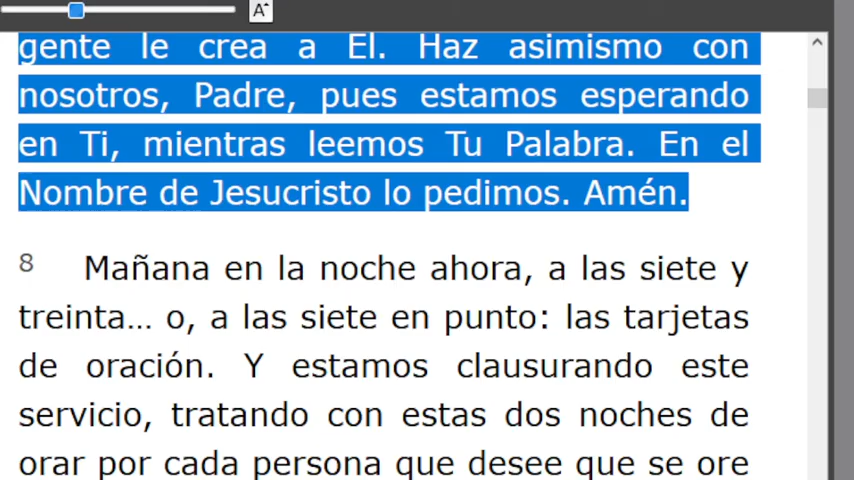 A
gente le crea a El. Haz asimismo con
nosotros, Padre, pues estamos esperando
en Ti, mientras leemos Tu Palabra. En el
Nombre de Jesucristo lo pedimos. Amén.
8 Mañana en la noche ahora, a las siete y
treinta… o, a las siete en punto: las tarjetas
de oración. Y estamos clausurando este
servicio, tratando con estas dos noches de
orar por cada persona que desee que se ore